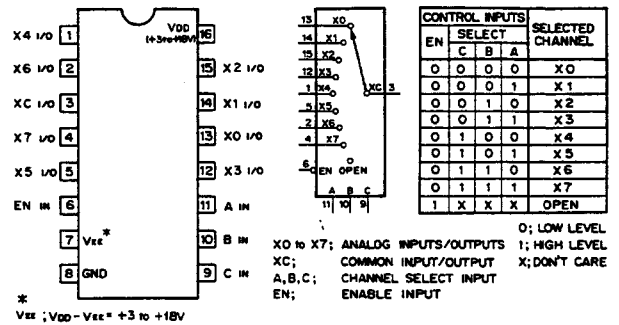 VDD
(+3to+18V)
X4 I/O 1
16
X6 I/O 2
15 X2 I/O
XC I/O 3
14 X1 I/O
X7 I/O 4
13 X0 I/O
X5 I/O 5
12 X3 I/O
EN IN 6
11 A IN
7 VEE*
10 B IN
8 GND
9 C IN
*
VEE ; VDD-VEE = +3 to +18V
13 X0
14 X1
15 X2
12 X3
1 X4
XC 3
5 X5
2 X6
4 X7
6 EN OPEN
A B C
11 10 9
CONTROL INPUTS SELECTED CHANNEL
EN SELECT
C B A
0 0 0 0 X0
0 0 0 1 X1
0 0 1 0 X2
0 0 1 1 X3
0 1 0 0 X4
0 1 0 1 X5
0 1 1 0 X6
0 1 1 1 X7
1 X X X OPEN
0; LOW LEVEL
X0 to X7; ANALOG INPUTS/OUTPUTS 1; HIGH LEVEL
XC; COMMON INPUT/OUTPUT X; DON'T CARE
A,B,C; CHANNEL SELECT INPUT
EN; ENABLE INPUT